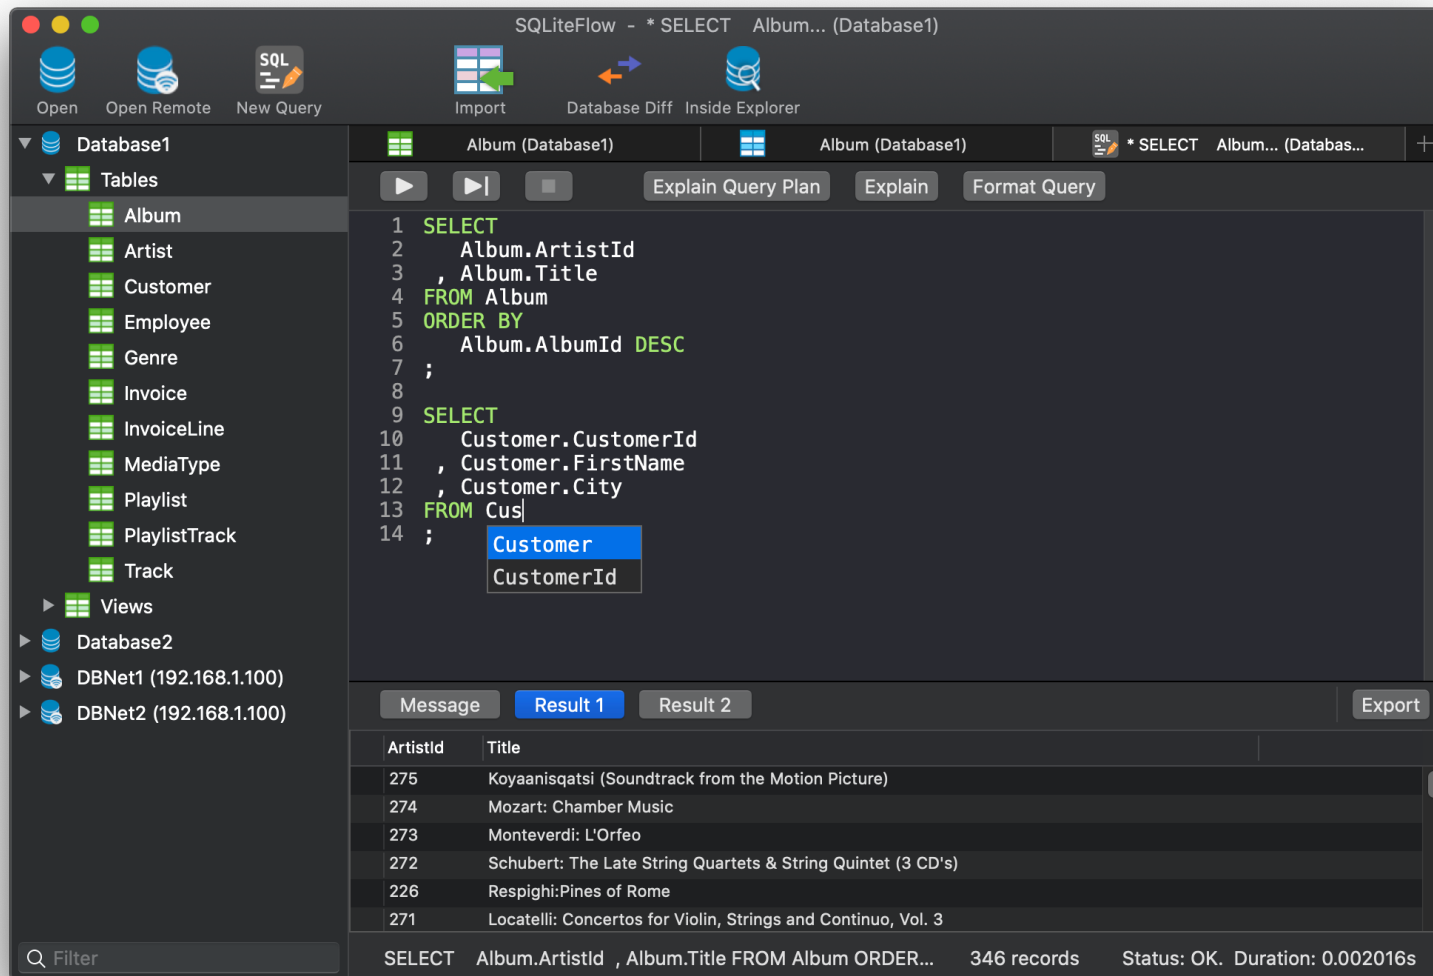 SQLiteFlow - * SELECT Album... (Database1)
Open
Open Remote
SQL
New Query
Import
Database Diff
Inside Explorer
Database1
Tables
Album
Artist
Customer
Employee
Genre
Invoice
InvoiceLine
MediaType
Playlist
PlaylistTrack
Track
Views
Database2
DBNet1 (192.168.1.100)
DBNet2 (192.168.1.100)
Filter
Album (Database1)
Album (Database1)
SQL * SELECT Album... (Databas...
Explain Query Plan
Explain
Format Query
1 SELECT
2 Album.ArtistId
3 , Album.Title
4 FROM Album
5 ORDER BY
6 Album.AlbumId DESC
7 ;
8
9 SELECT
10 Customer.CustomerId
11 , Customer.FirstName
12 , Customer.City
13 FROM Cus
14 ;
Customer
CustomerId
Message
Result 1
Result 2
Export
ArtistId Title
275 Koyaanisqatsi (Soundtrack from the Motion Picture)
274 Mozart: Chamber Music
273 Monteverdi: L'Orfeo
272 Schubert: The Late String Quartets & String Quintet (3 CD's)
226 Respighi:Pines of Rome
271 Locatelli: Concertos for Violin, Strings and Continuo, Vol. 3
SELECT Album.ArtistId , Album.Title FROM Album ORDER... 346 records Status: OK. Duration: 0.002016s